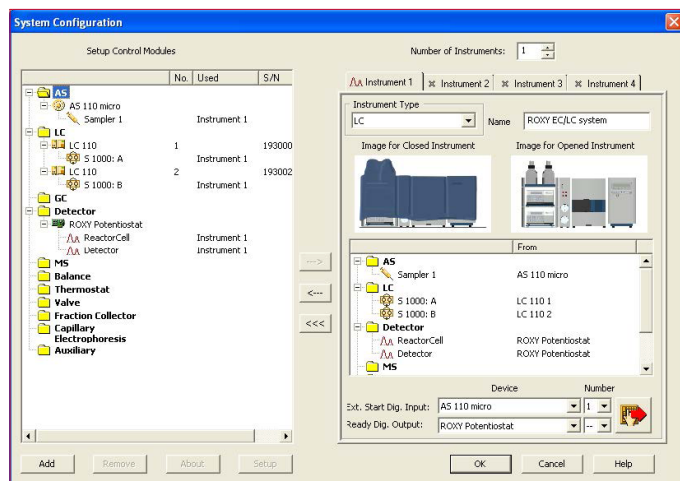 System Configuration
Setup Control Modules
Number of Instruments: 1
No. Used S/N
AS
AS 110 micro
Sampler 1 Instrument 1
LC
LC 110 1 193000
S 1000: A Instrument 1
LC 110 2 193002
S 1000: B Instrument 1
GC
Detector
ROXY Potentiostat
ReactorCell Instrument 1
Detector Instrument 1
MS
Balance
Thermostat
Valve
Fraction Collector
Capillary
Electrophoresis
Auxiliary
--->
<---
<<<
Instrument 1 Instrument 2 Instrument 3 Instrument 4
Instrument Type
LC Name ROXY EC/LC system
Image for Closed Instrument Image for Opened Instrument
From
AS
Sampler 1 AS 110 micro
LC
S 1000: A LC 110 1
S 1000: B LC 110 2
Detector
ReactorCell ROXY Potentiostat
Detector ROXY Potentiostat
MS
Device Number
Ext. Start Dig. Input: AS 110 micro 1
Ready Dig. Output: ROXY Potentiostat --
Add Remove About Setup OK Cancel Help